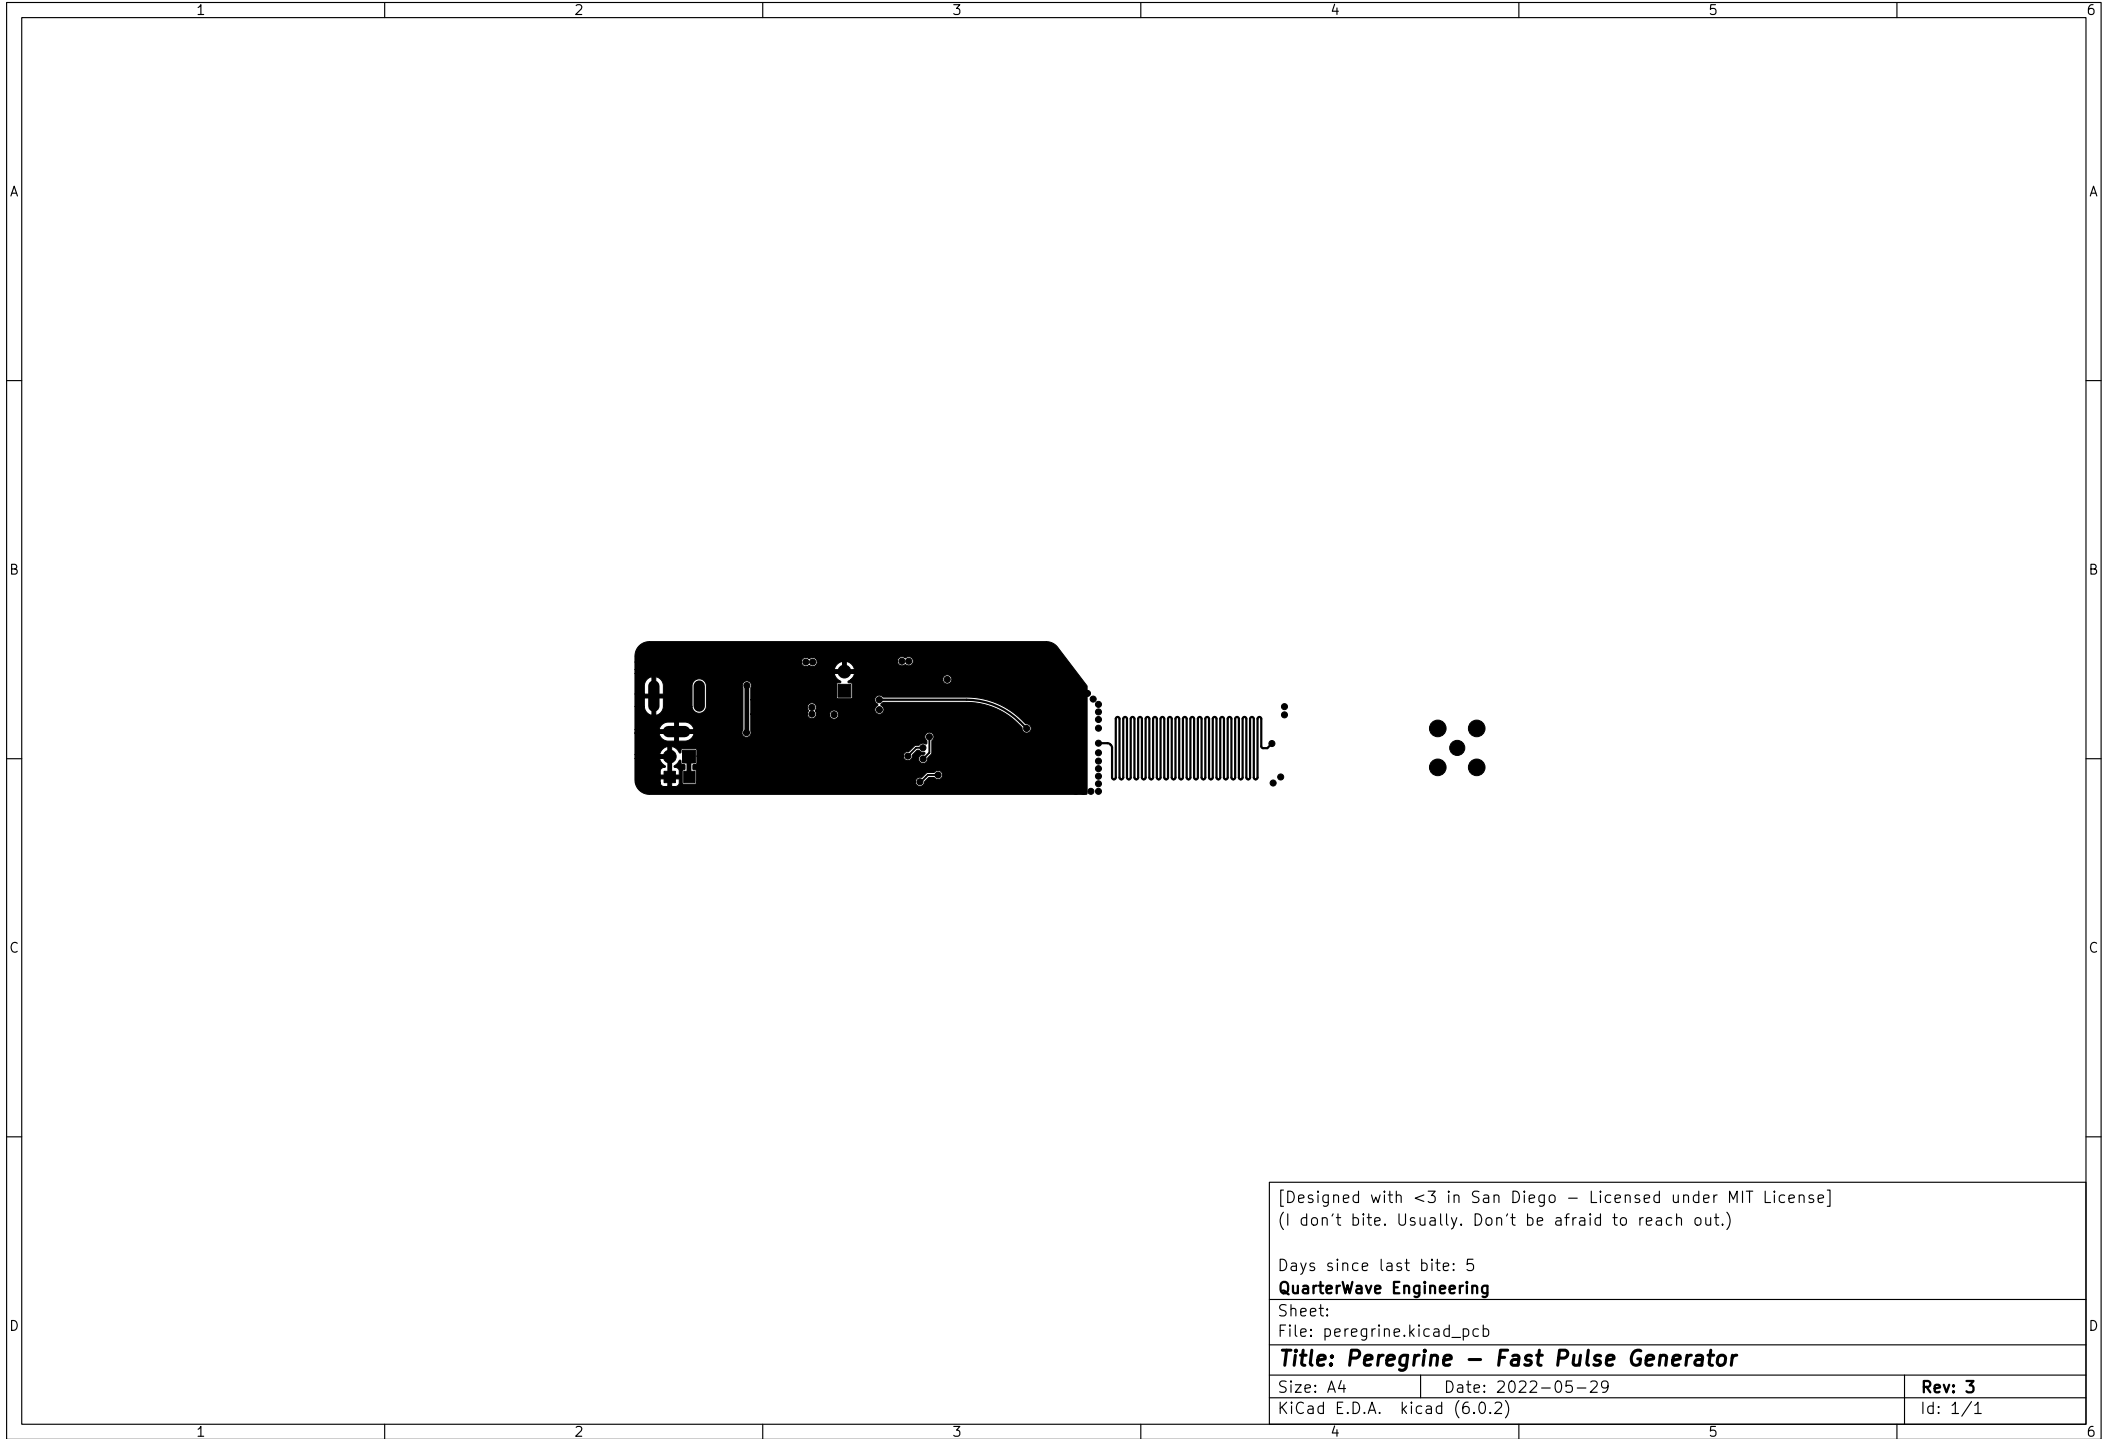 1 2 3 4 5 6
A A
B B
C C
[Designed with <3 in San Diego – Licensed under MIT License]
(I don't bite. Usually. Don't be afraid to reach out.)
Days since last bite: 5
QuarterWave Engineering
Sheet:
D D
File: peregrine.kicad_pcb
Title: Peregrine – Fast Pulse Generator
Size: A4 Date: 2022–05–29 Rev: 3
KiCad E.D.A. kicad (6.0.2) Id: 1/1
1 2 3 4 5 6